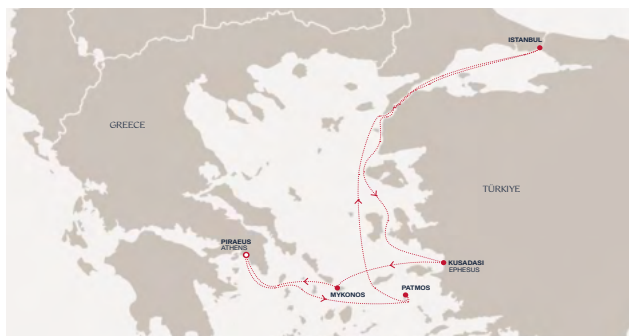 ISTANBUL
GREECE
TÜRKIYE
PIRAEUS
ATHENS
KUSADASI
EPHESUS
MYKONOS
PATMOS